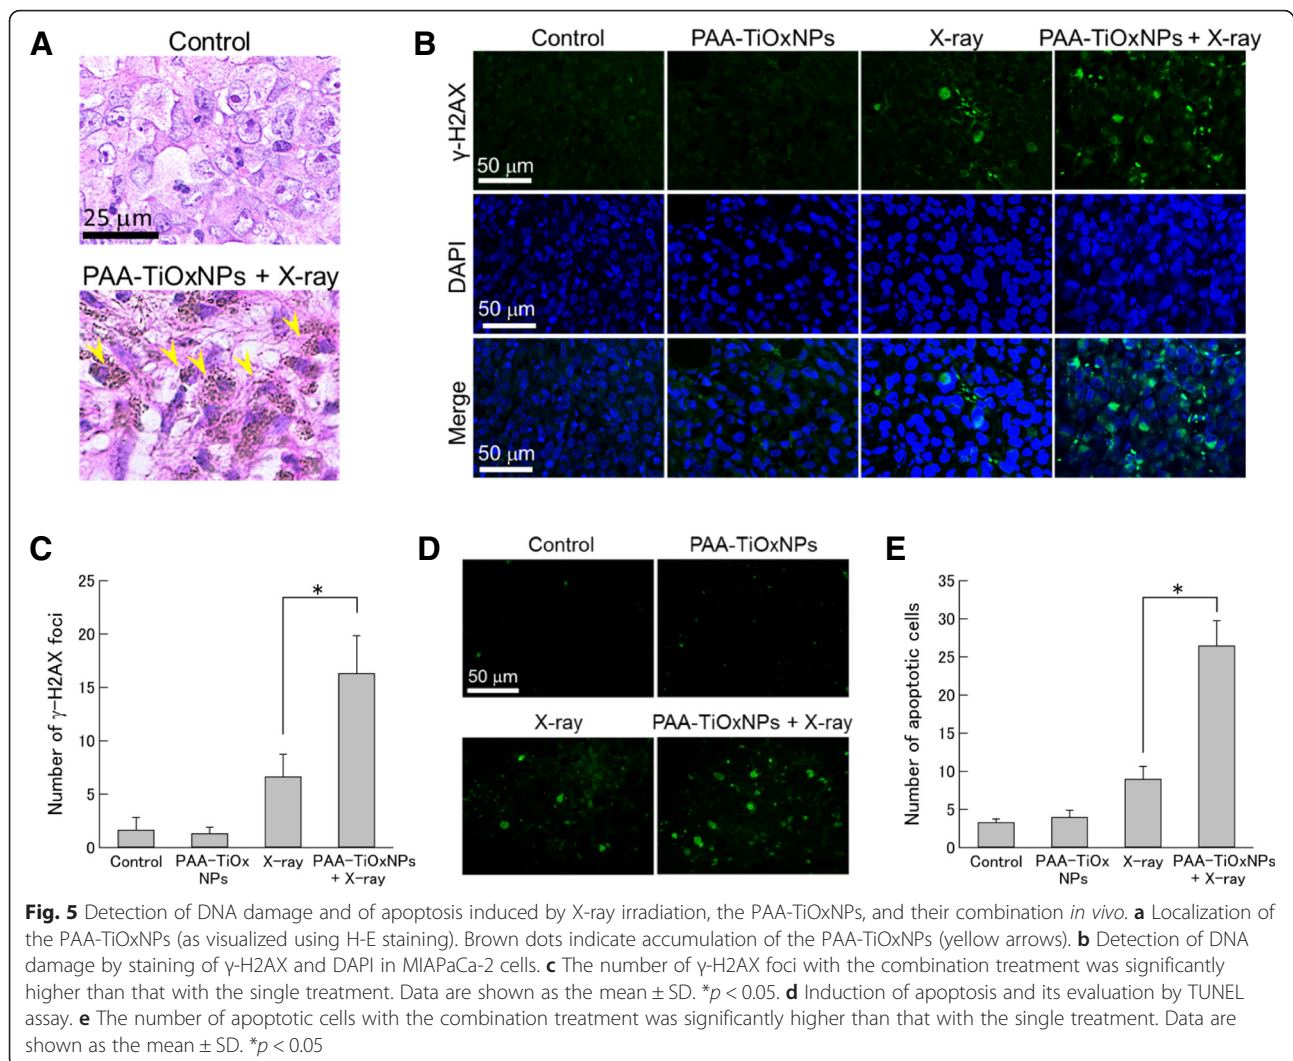 A
Control
25 μm
PAA-TiOxNPs + X-ray
B
Control PAA-TiOxNPs X-ray PAA-TiOxNPs + X-ray
γ-H2AX
50 μm
DAPI
50 μm
Merge
50 μm
C
Number of γ-H2AX foci
25
20
15
10
5
0
*
Control PAA-TiOx NPs X-ray PAA-TiOxNPs + X-ray
D
Control PAA-TiOxNPs
50 μm
X-ray PAA-TiOxNPs + X-ray
E
Number of apoptotic cells
35
30
25
20
15
10
5
0
*
Control PAA-TiOx NPs X-ray PAA-TiOxNPs + X-ray
Fig. 5 Detection of DNA damage and of apoptosis induced by X-ray irradiation, the PAA-TiOxNPs, and their combination in vivo. a Localization of
the PAA-TiOxNPs (as visualized using H-E staining). Brown dots indicate accumulation of the PAA-TiOxNPs (yellow arrows). b Detection of DNA
damage by staining of γ-H2AX and DAPI in MIAPaCa-2 cells. c The number of γ-H2AX foci with the combination treatment was significantly
higher than that with the single treatment. Data are shown as the mean ± SD. *p < 0.05. d Induction of apoptosis and its evaluation by TUNEL
assay. e The number of apoptotic cells with the combination treatment was significantly higher than that with the single treatment. Data are
shown as the mean ± SD. *p < 0.05